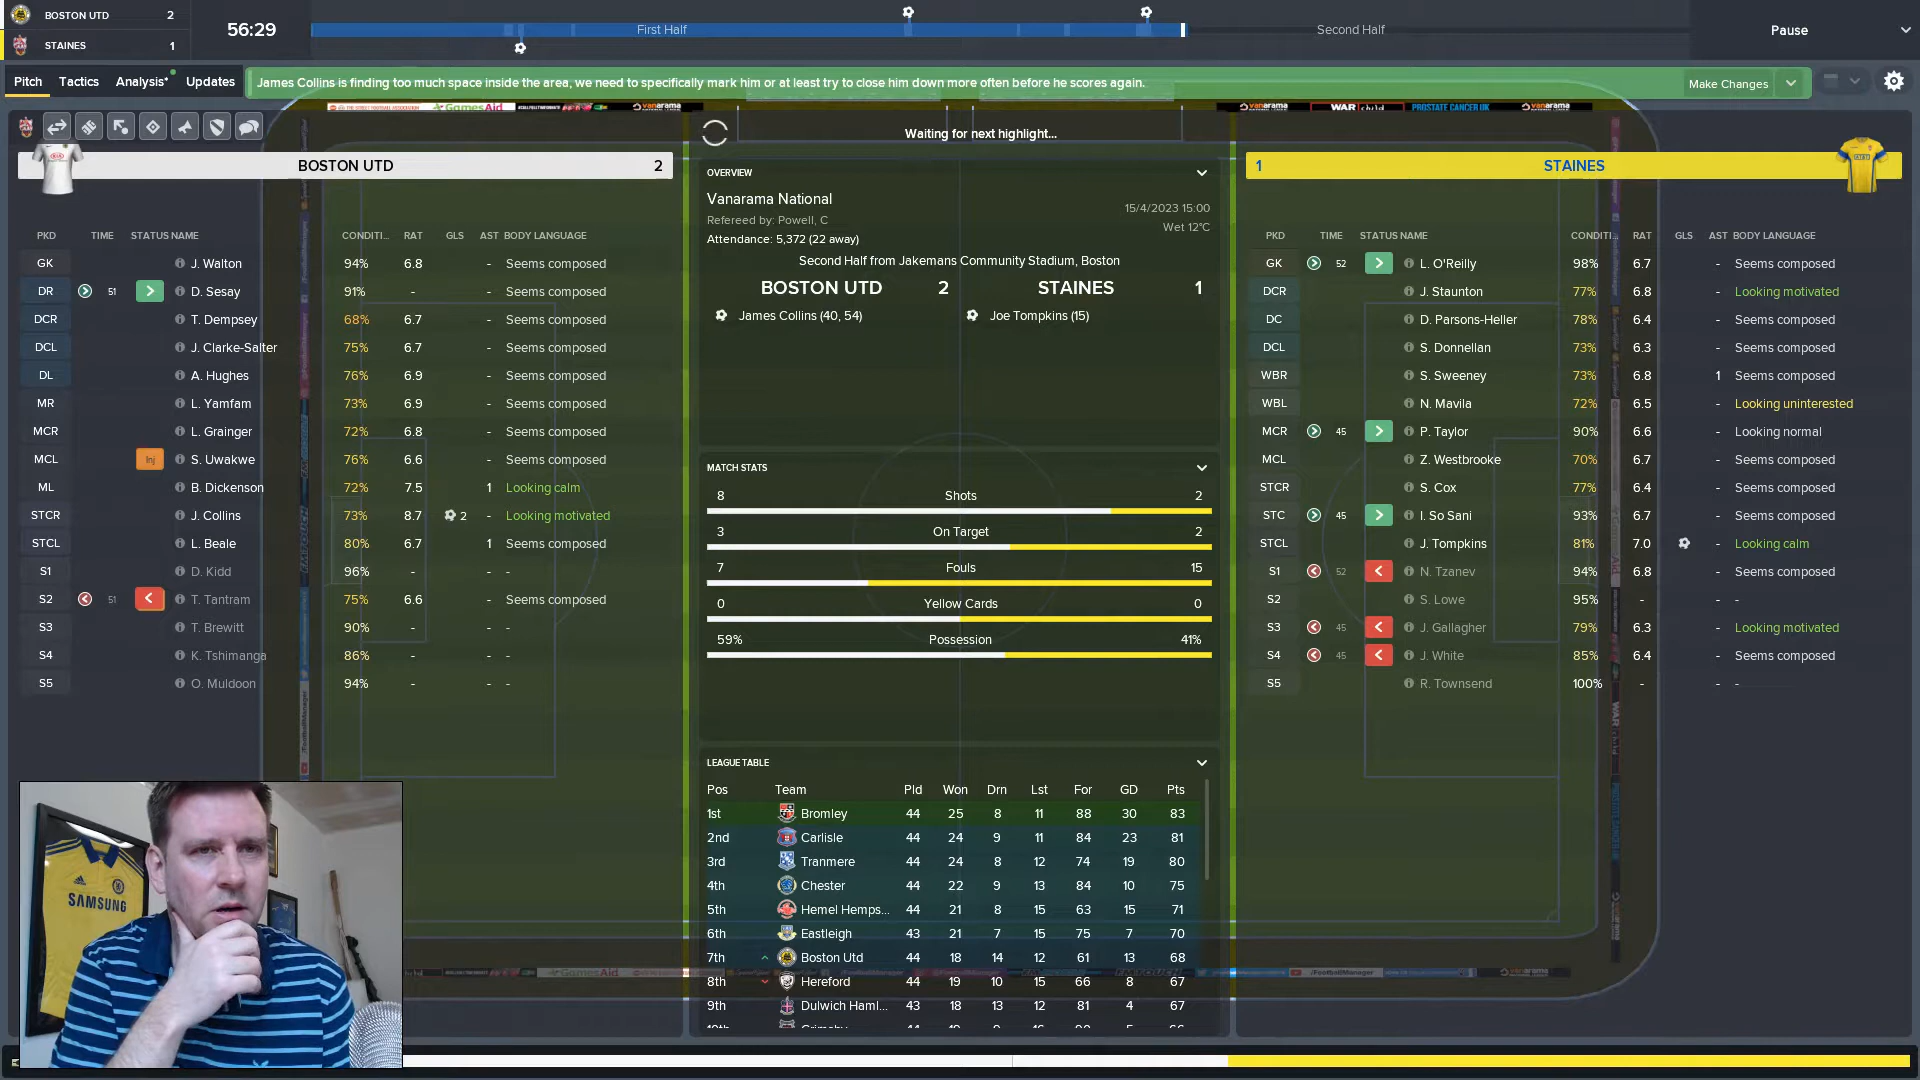 BOSTON UTD 2
STAINES 1
56:29
First Half
Second Half
Pause
Pitch Tactics Analysis* Updates
James Collins is finding too much space inside the area, we need to specifically mark him or at least try to close him down more often before he scores again.
Make Changes
Waiting for next highlight...
BOSTON UTD 2
PKD TIME STATUS NAME CONDITI... RAT GLS AST BODY LANGUAGE
GK J. Walton 94% 6.8 - Seems composed
DR 51 D. Sesay 91% - - Seems composed
DCR T. Dempsey 68% 6.7 - Seems composed
DCL J. Clarke-Salter 75% 6.7 - Seems composed
DL A. Hughes 76% 6.9 - Seems composed
MR L. Yamfam 73% 6.9 - Seems composed
MCR L. Grainger 72% 6.8 - Seems composed
MCL Inj S. Uwakwe 76% 6.6 - Seems composed
ML B. Dickenson 72% 7.5 1 Looking calm
STCR J. Collins 73% 8.7 2 - Looking motivated
STCL L. Beale 80% 6.7 1 Seems composed
S1 D. Kidd 96% - - -
S2 51 T. Tantram 75% 6.6 - Seems composed
S3 T. Brewitt 90% - - -
S4 K. Tshimanga 86% - - -
S5 O. Muldoon 94% - - -
OVERVIEW
Vanarama National
15/4/2023 15:00
Refereed by: Powell, C
Wet 12°C
Attendance: 5,372 (22 away)
Second Half from Jakemans Community Stadium, Boston
BOSTON UTD 2 STAINES 1
James Collins (40, 54) Joe Tompkins (15)
MATCH STATS
8 Shots 2
3 On Target 2
7 Fouls 15
0 Yellow Cards 0
59% Possession 41%
LEAGUE TABLE
Pos Team Pld Won Drn Lst For GD Pts
1st Bromley 44 25 8 11 88 30 83
2nd Carlisle 44 24 9 11 84 23 81
3rd Tranmere 44 24 8 12 74 19 80
4th Chester 44 22 9 13 84 10 75
5th Hemel Hemps... 44 21 8 15 63 15 71
6th Eastleigh 43 21 7 15 75 7 70
7th Boston Utd 44 18 14 12 61 13 68
8th Hereford 44 19 10 15 66 8 67
9th Dulwich Haml... 43 18 13 12 81 4 67
1 STAINES
PKD TIME STATUS NAME CONDITI... RAT GLS AST BODY LANGUAGE
GK 52 L. O'Reilly 98% 6.7 - Seems composed
DCR J. Staunton 77% 6.8 - Looking motivated
DC D. Parsons-Heller 78% 6.4 - Seems composed
DCL S. Donnellan 73% 6.3 - Seems composed
WBR S. Sweeney 73% 6.8 1 Seems composed
WBL N. Mavila 72% 6.5 - Looking uninterested
MCR 45 P. Taylor 90% 6.6 - Looking normal
MCL Z. Westbrooke 70% 6.7 - Seems composed
STCR S. Cox 77% 6.4 - Seems composed
STC 45 I. So Sani 93% 6.7 - Seems composed
STCL J. Tompkins 81% 7.0 - Looking calm
S1 52 N. Tzanev 94% 6.8 - Seems composed
S2 S. Lowe 95% - - -
S3 45 J. Gallagher 79% 6.3 - Looking motivated
S4 45 J. White 85% 6.4 - Seems composed
S5 R. Townsend 100% - - -
GamesAid
vanarama
WAR child
PROSTATE CANCER UK
vanarama
SAMSUNG